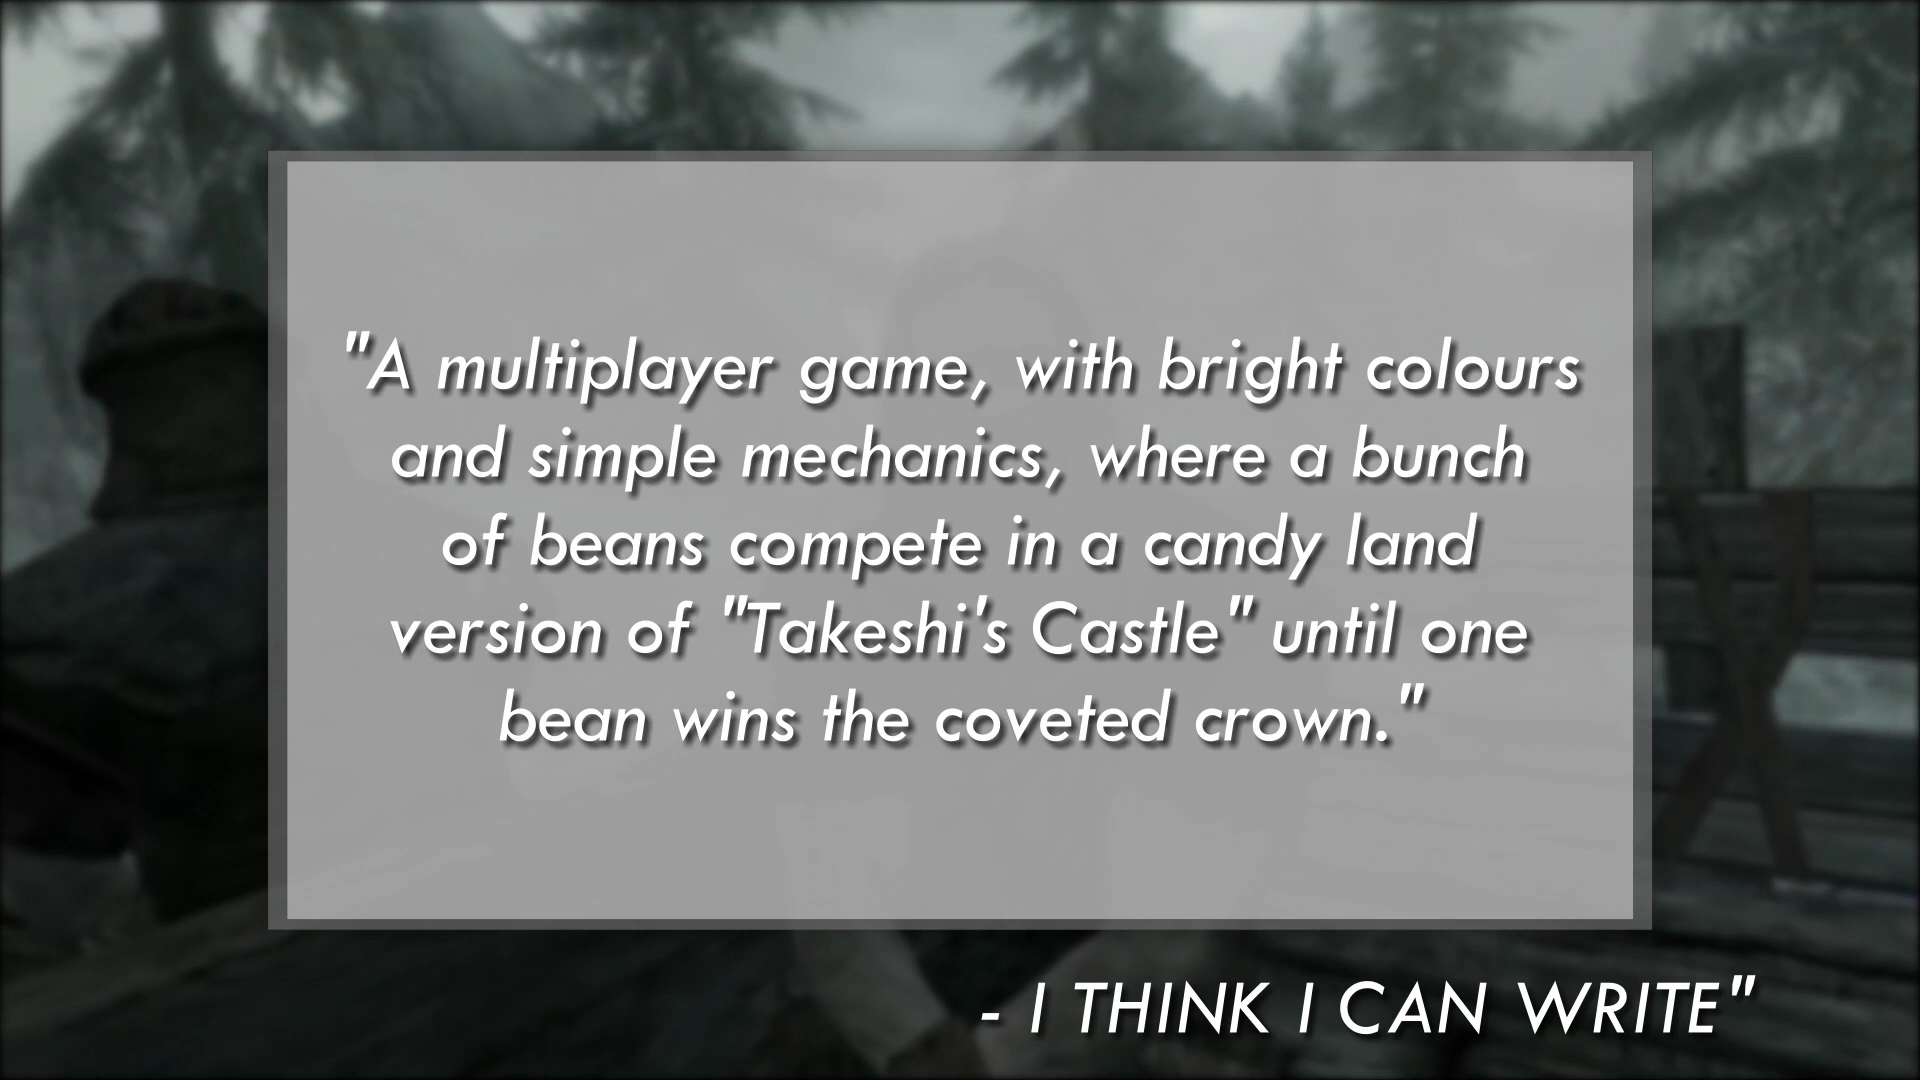 "A multiplayer game, with bright colours
and simple mechanics, where a bunch
of beans compete in a candy land
version of "Takeshi's Castle" until one
bean wins the coveted crown."
- I THINK I CAN WRITE"